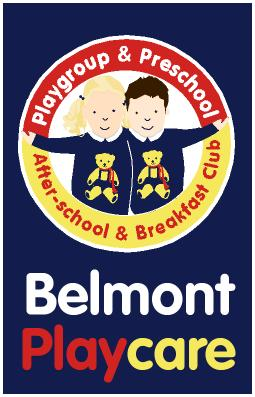 Playgroup & Preschool
After-school & Breakfast Club
Belmont
Playcare